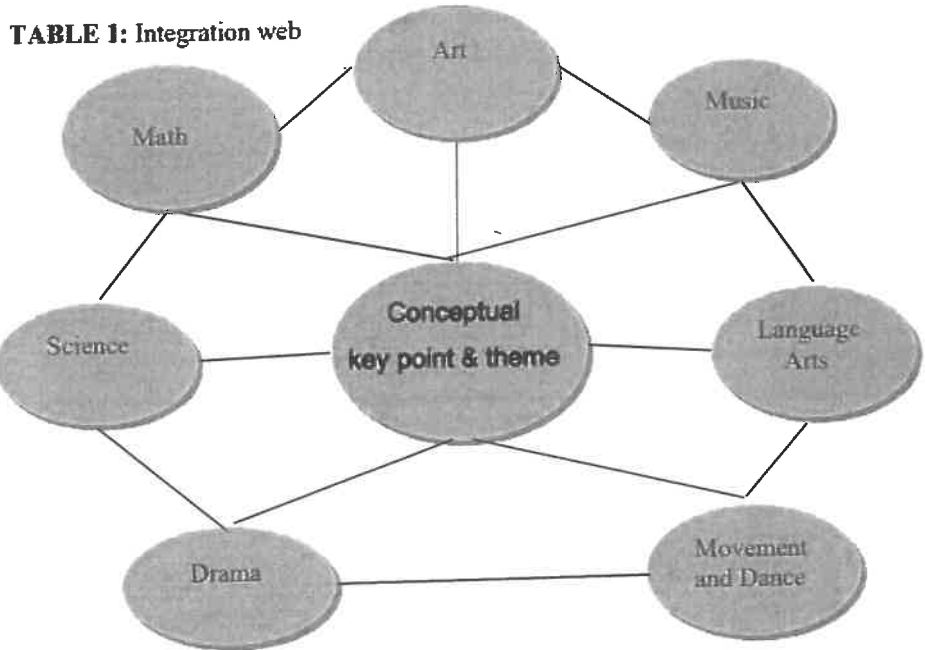 TABLE 1: Integration web
Art
Music
Math
Conceptual
key point & theme
Science
Language
Arts
Drama
Movement
and Dance